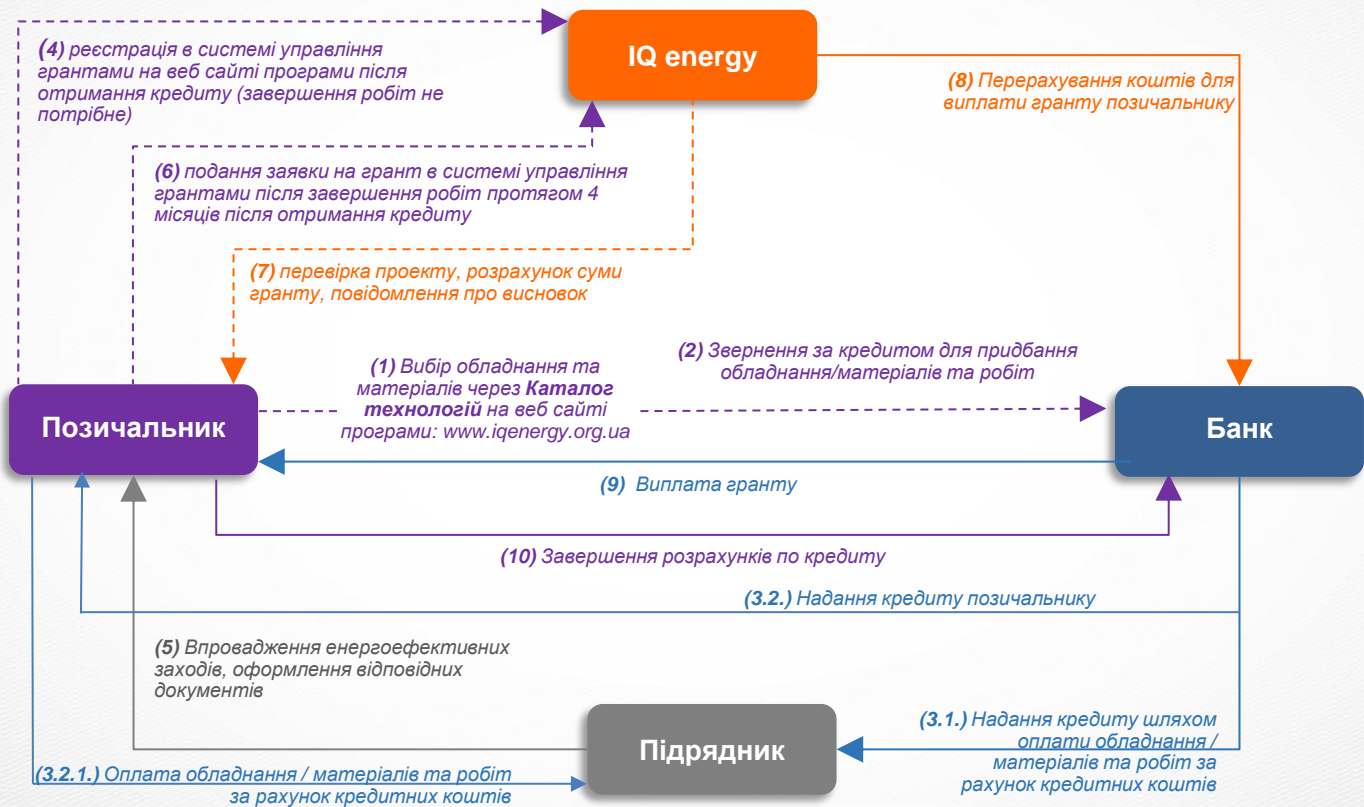 IQ energy
(4) реєстрація в системі управління
грантами на веб сайті програми після
отримання кредиту (завершення робіт не
потрібне)
(8) Перерахування коштів для
виплати гранту позичальнику
(6) подання заявки на грант в системі управління
грантами після завершення робіт протягом 4
місяців після отримання кредиту
(7) перевірка проекту, розрахунок суми
гранту, повідомлення про висновок
(1) Вибір обладнання та
матеріалів через Каталог
технологій на веб сайті
програми: www.iqenergy.org.ua
(2) Звернення за кредитом для придбання
обладнання/матеріалів та робіт
Позичальник
Банк
(9) Виплата гранту
(10) Завершення розрахунків по кредиту
(3.2.) Надання кредиту позичальнику
(5) Впровадження енергоефективних
заходів, оформлення відповідних
документів
Підрядник
(3.1.) Надання кредиту шляхом
оплати обладнання /
матеріалів та робіт за
рахунок кредитних коштів
(3.2.1.) Оплата обладнання / матеріалів та робіт
за рахунок кредитних коштів